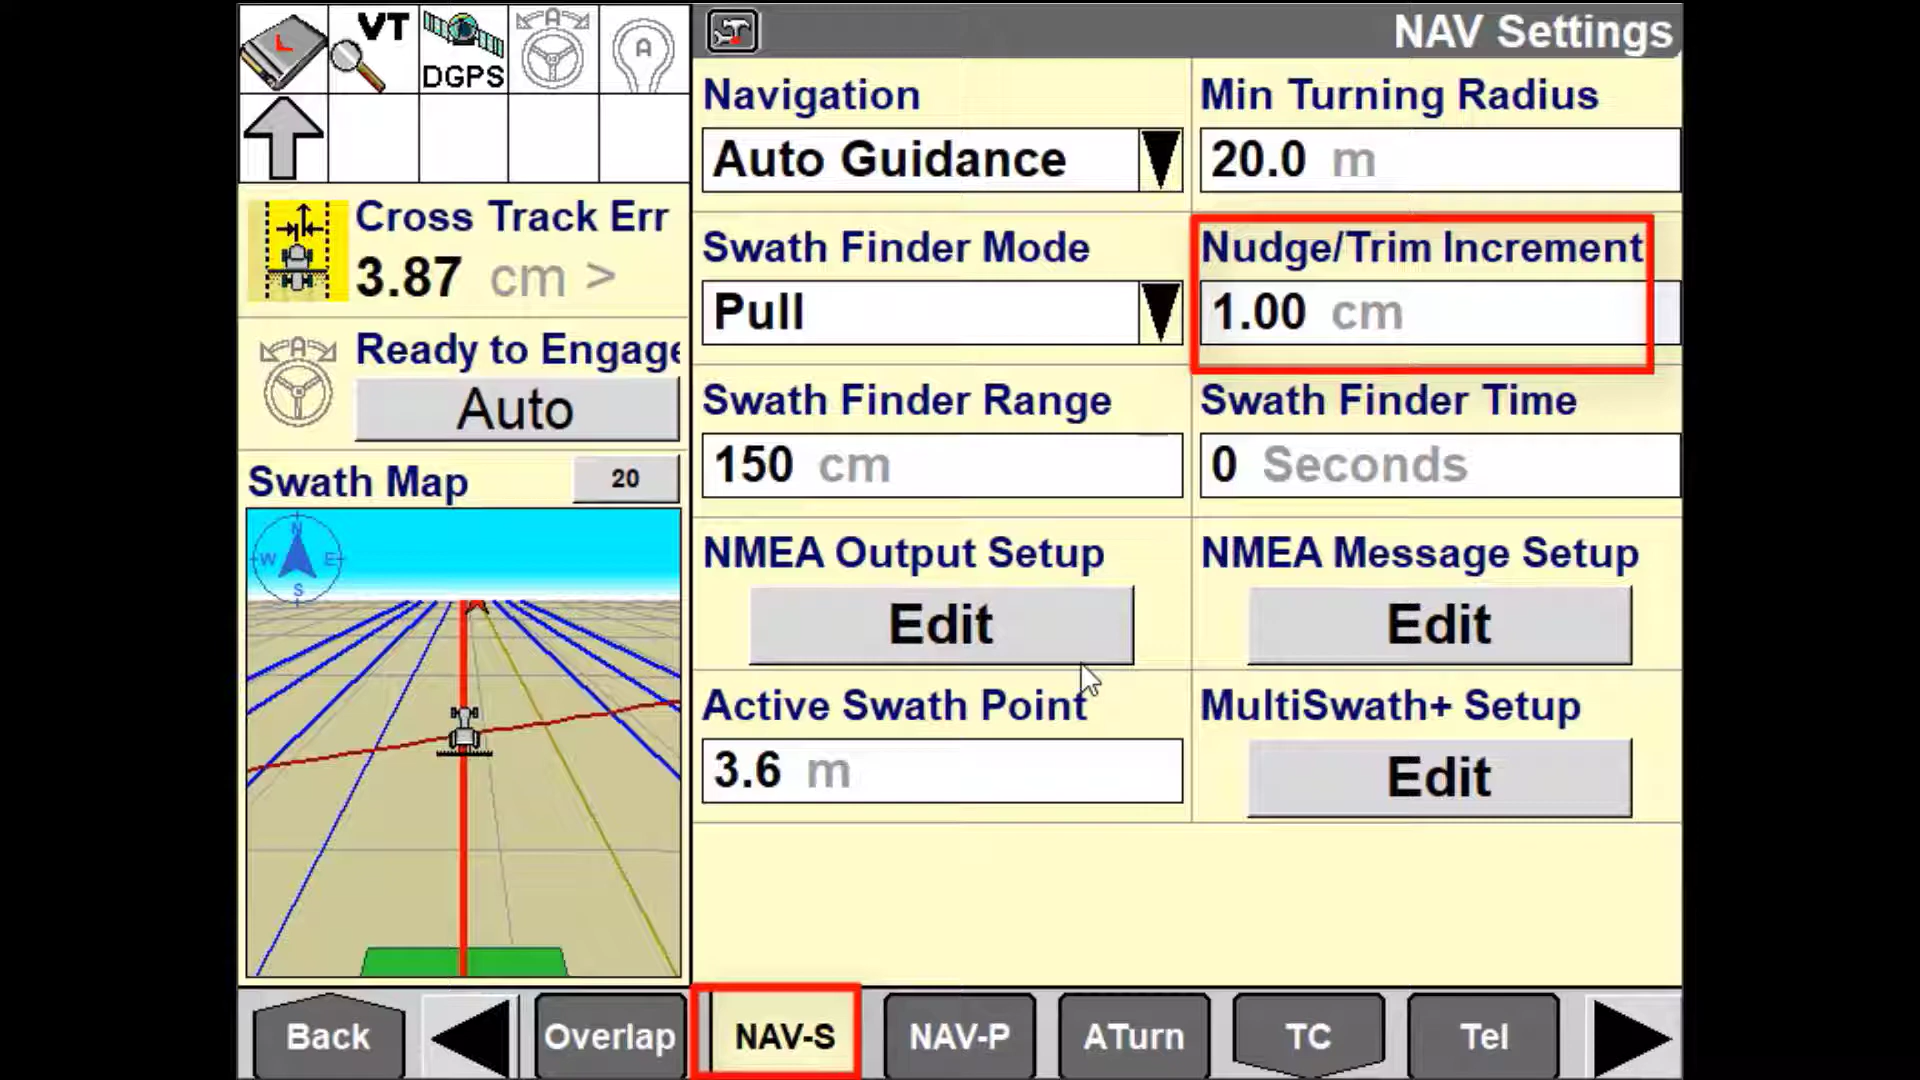 VT
DGPS
A
A
NAV Settings
Navigation
Auto Guidance
Min Turning Radius
20.0 m
Cross Track Err
3.87 cm >
Swath Finder Mode
Pull
Nudge/Trim Increment
1.00 cm
A
Ready to Engage
Auto
Swath Finder Range
150 cm
Swath Finder Time
0 Seconds
Swath Map
20
N
W
E
S
NMEA Output Setup
Edit
NMEA Message Setup
Edit
Active Swath Point
3.6 m
MultiSwath+ Setup
Edit
Back
Overlap
NAV-S
NAV-P
ATurn
TC
Tel